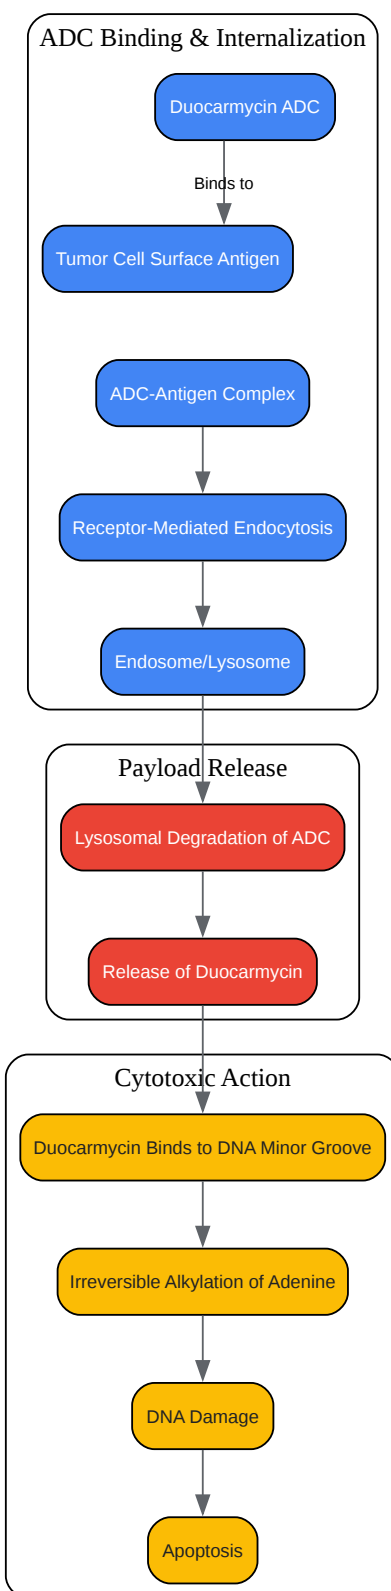 ADC Binding & Internalization
Duocarmycin ADC
Binds to
Tumor Cell Surface Antigen
ADC-Antigen Complex
Receptor-Mediated Endocytosis
Endosome/Lysosome
Payload Release
Lysosomal Degradation of ADC
Release of Duocarmycin
Cytotoxic Action
Duocarmycin Binds to DNA Minor Groove
Irreversible Alkylation of Adenine
DNA Damage
Apoptosis